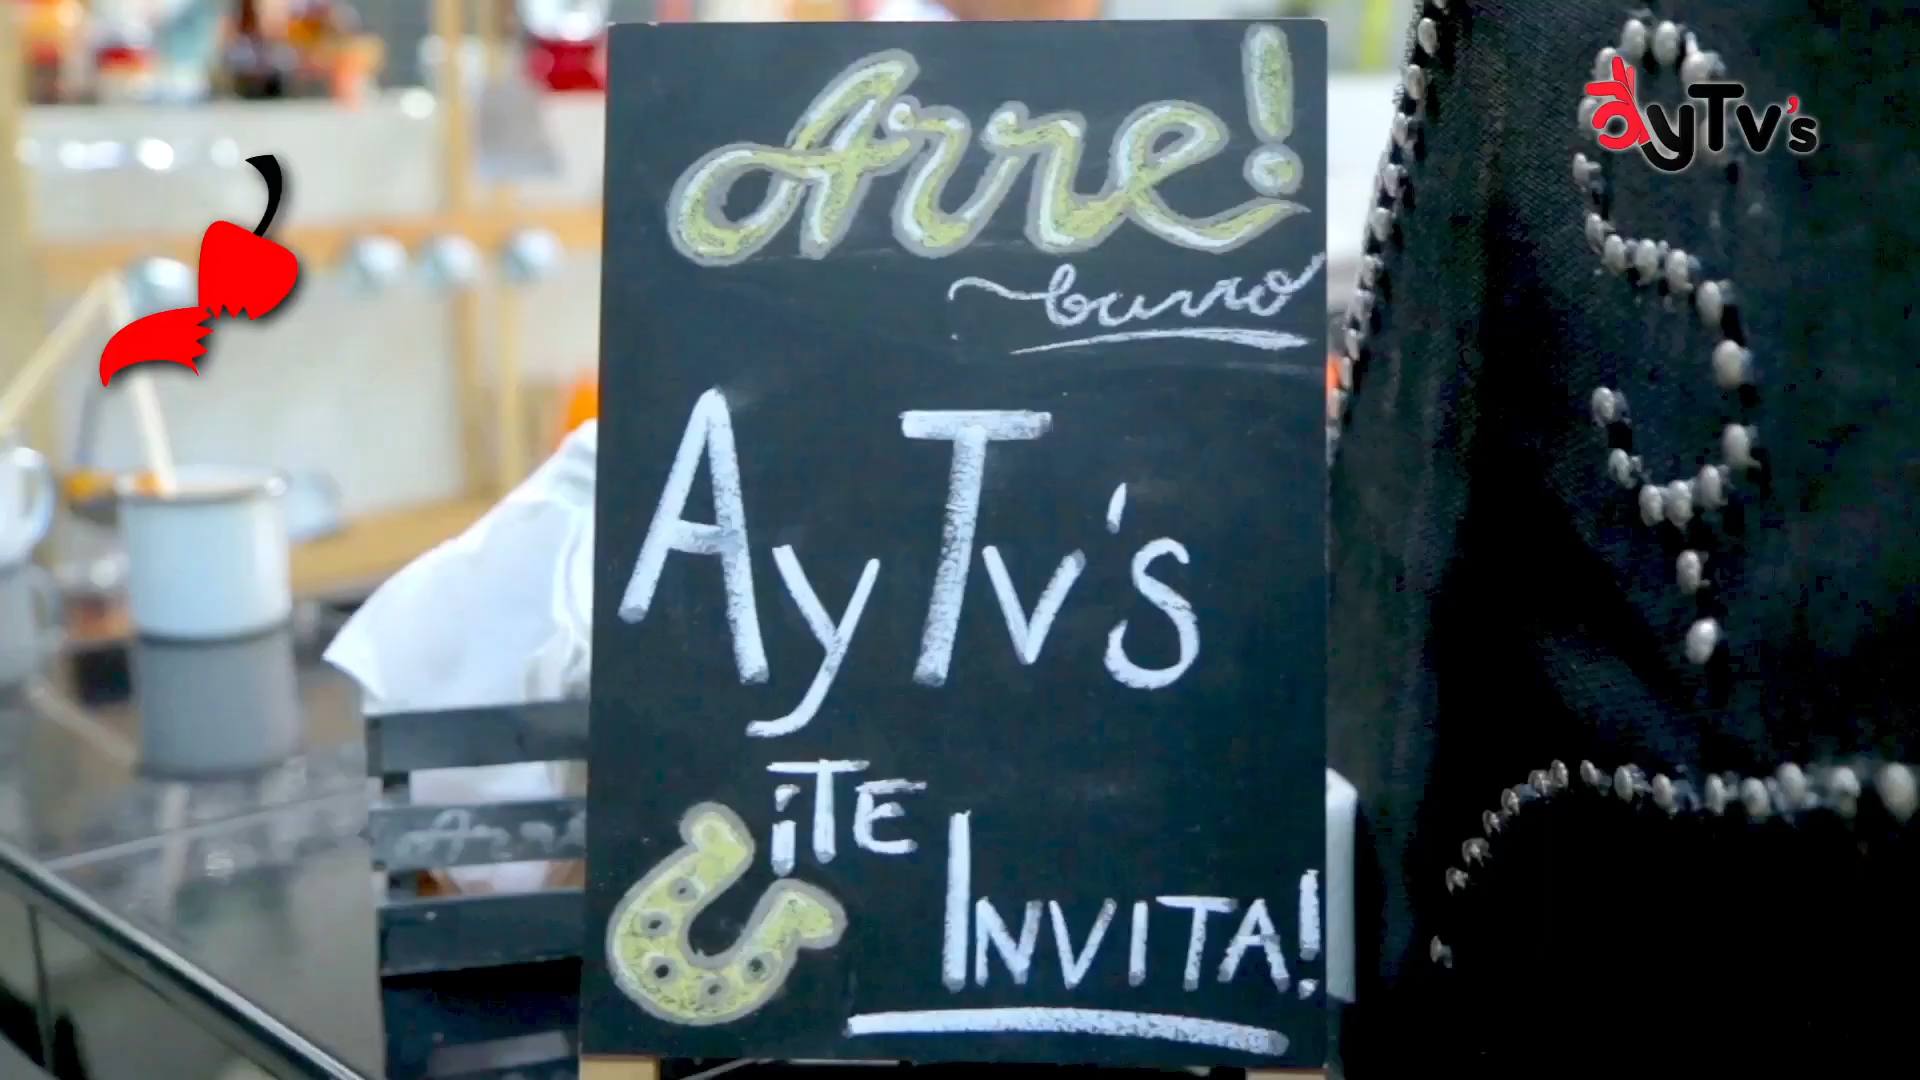 Arre!
burro
AyTv's
¡TE
INVITA!
AyTv's